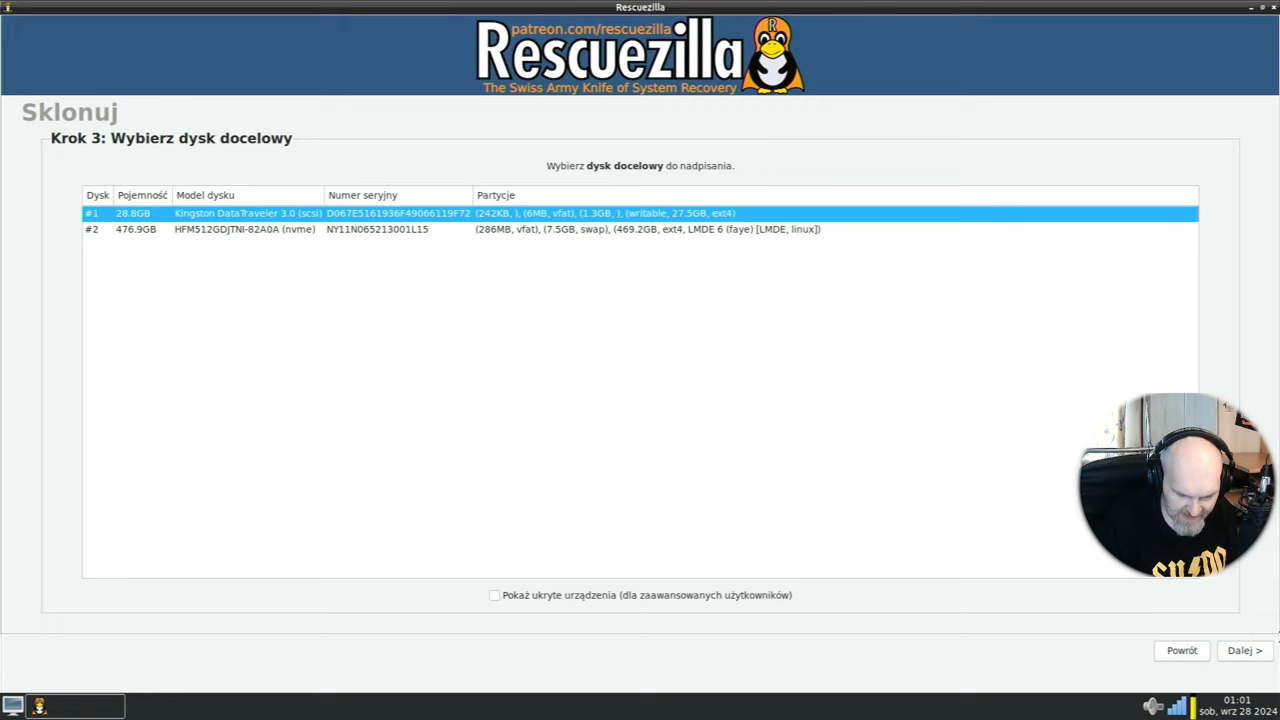 Rescuezilla
patreon.com/rescuezilla
Rescuezilla
R
The Swiss Army Knife of System Recovery
Sklonuj
Krok 3: Wybierz dysk docelowy
Wybierz dysk docelowy do nadpisania.
Dysk Pojemność Model dysku Numer seryjny Partycje
#1 28.8GB Kingston DataTraveler 3.0 (scsi) D067E5161936F49066119F72 (242KB, ), (6MB, vfat), (1.3GB, ), (writable, 27.5GB, ext4)
#2 476.9GB HFM512GDJTNI-82A0A (nvme) NY11N065213001L15 (286MB, vfat), (7.5GB, swap), (469.2GB, ext4, LMDE 6 (faye) [LMDE, linux])
Pokaż ukryte urządzenia (dla zaawansowanych użytkowników)
Powrót Dalej >
01:01
sob, wrz 28 2024